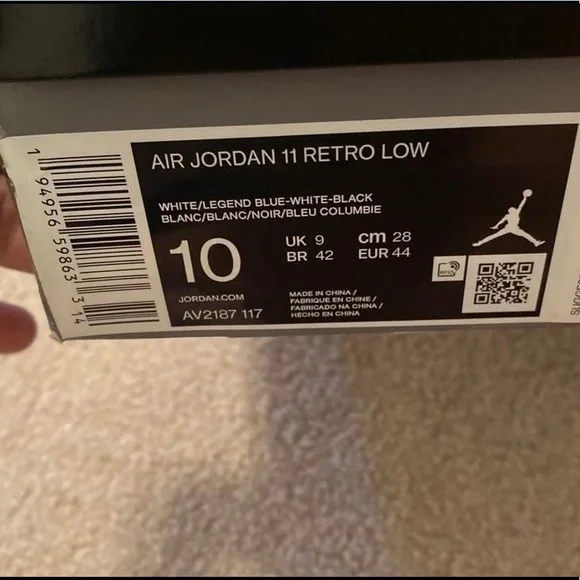 AIR JORDAN 11 RETRO LOW
WHITE/LEGEND BLUE-WHITE-BLACK
BLANC/BLANC/NOIR/BLEU COLUMBIE
10
UK 9 cm 28
BR 42 EUR 44
JORDAN.COM
AV2187 117
MADE IN CHINA /
FABRIQUE EN CHINE /
FABRICADO NA CHINA /
HECHO EN CHINA
1 94956 59863 314